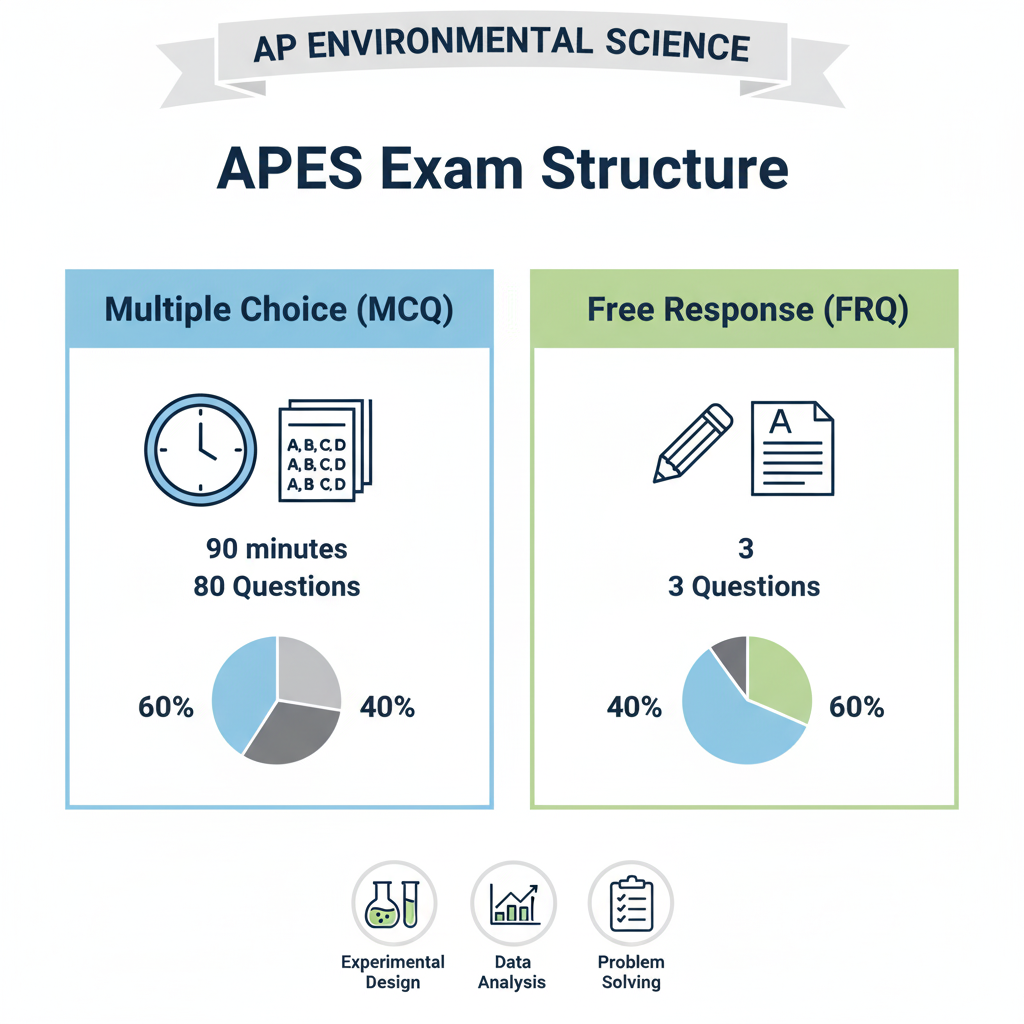 AP ENVIRONMENTAL SCIENCE
APES Exam Structure
Multiple Choice (MCQ)
A, B, C, D
A, B, C, D
A, B C, D
90 minutes
80 Questions
60%
40%
Free Response (FRQ)
A
3
3 Questions
40%
60%
Experimental
Design
Data
Analysis
Problem
Solving